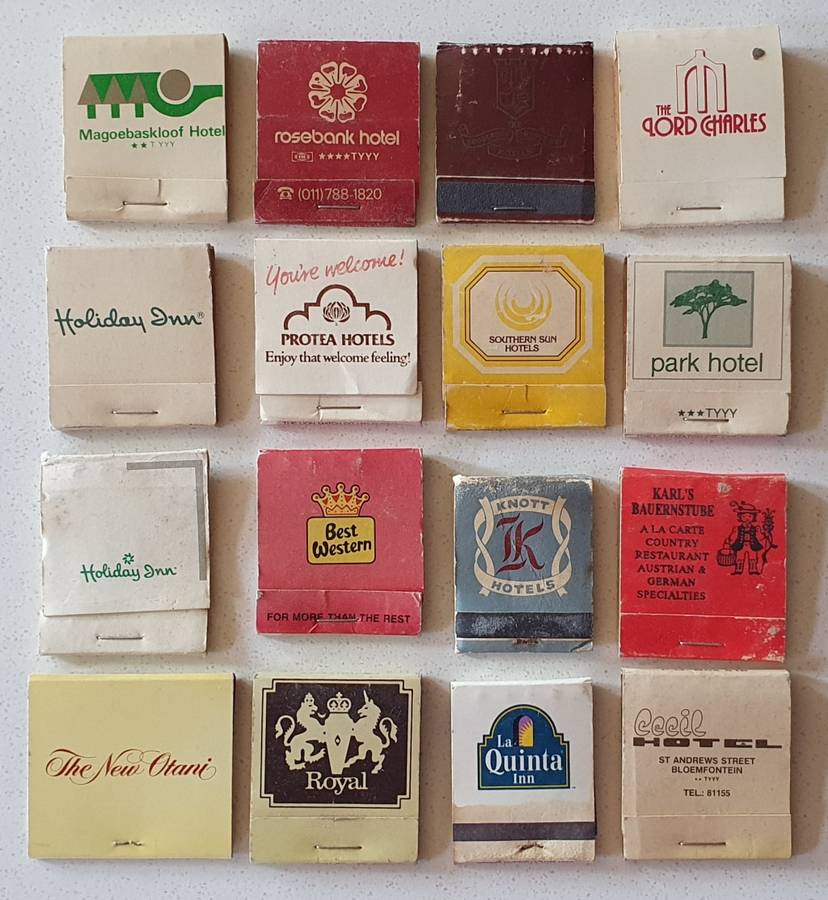 Magoebaskloof Hotel
★★TYYY
rosebank hotel
★★★★TYYY
(011)788-1820
THE
LORD CHARLES
Holiday Inn®
You're welcome!
PROTEA HOTELS
Enjoy that welcome feeling!
SOUTHERN SUN
HOTELS
park hotel
★★★TYYY
Holiday Inn
Best
Western
FOR MORE THAN THE REST
KNOTT
K
HOTELS
KARL'S
BAUERNSTUBE
A LA CARTE
COUNTRY
RESTAURANT
AUSTRIAN &
GERMAN
SPECIALTIES
The New Otani
Royal
La
Quinta
Inn
Cecil
HOTEL
ST ANDREWS STREET
BLOEMFONTEIN
★★ TYYY
TEL.: 81155